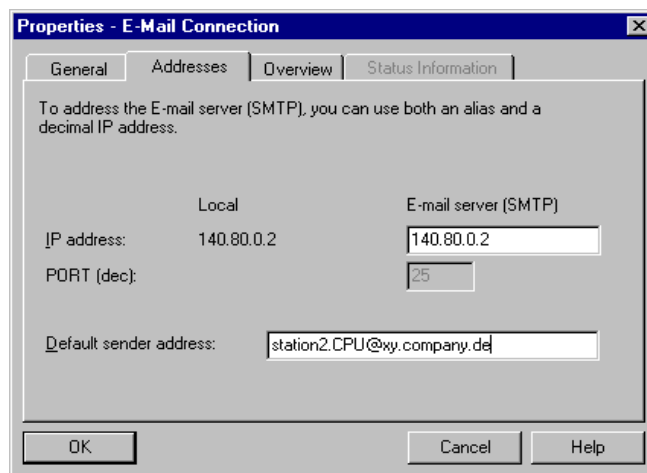 Properties - E-Mail Connection
General Addresses Overview Status Information
To address the E-mail server (SMTP), you can use both an alias and a
decimal IP address.
Local E-mail server (SMTP)
IP address: 140.80.0.2 140.80.0.2
PORT (dec): 25
Default sender address: station2.CPU@xy.company.de
OK Cancel Help